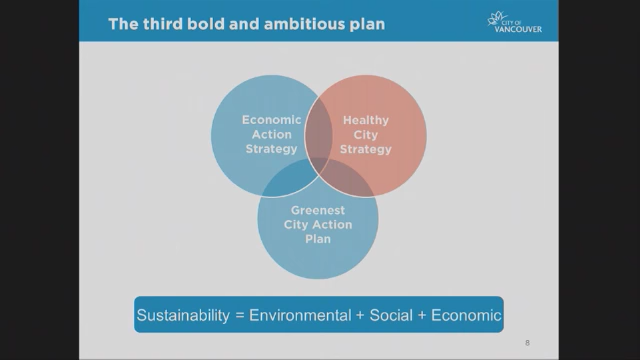 The third bold and ambitious plan
CITY OF
VANCOUVER
Economic
Action
Strategy
Healthy
City
Strategy
Greenest
City Action
Plan
Sustainability = Environmental + Social + Economic
8